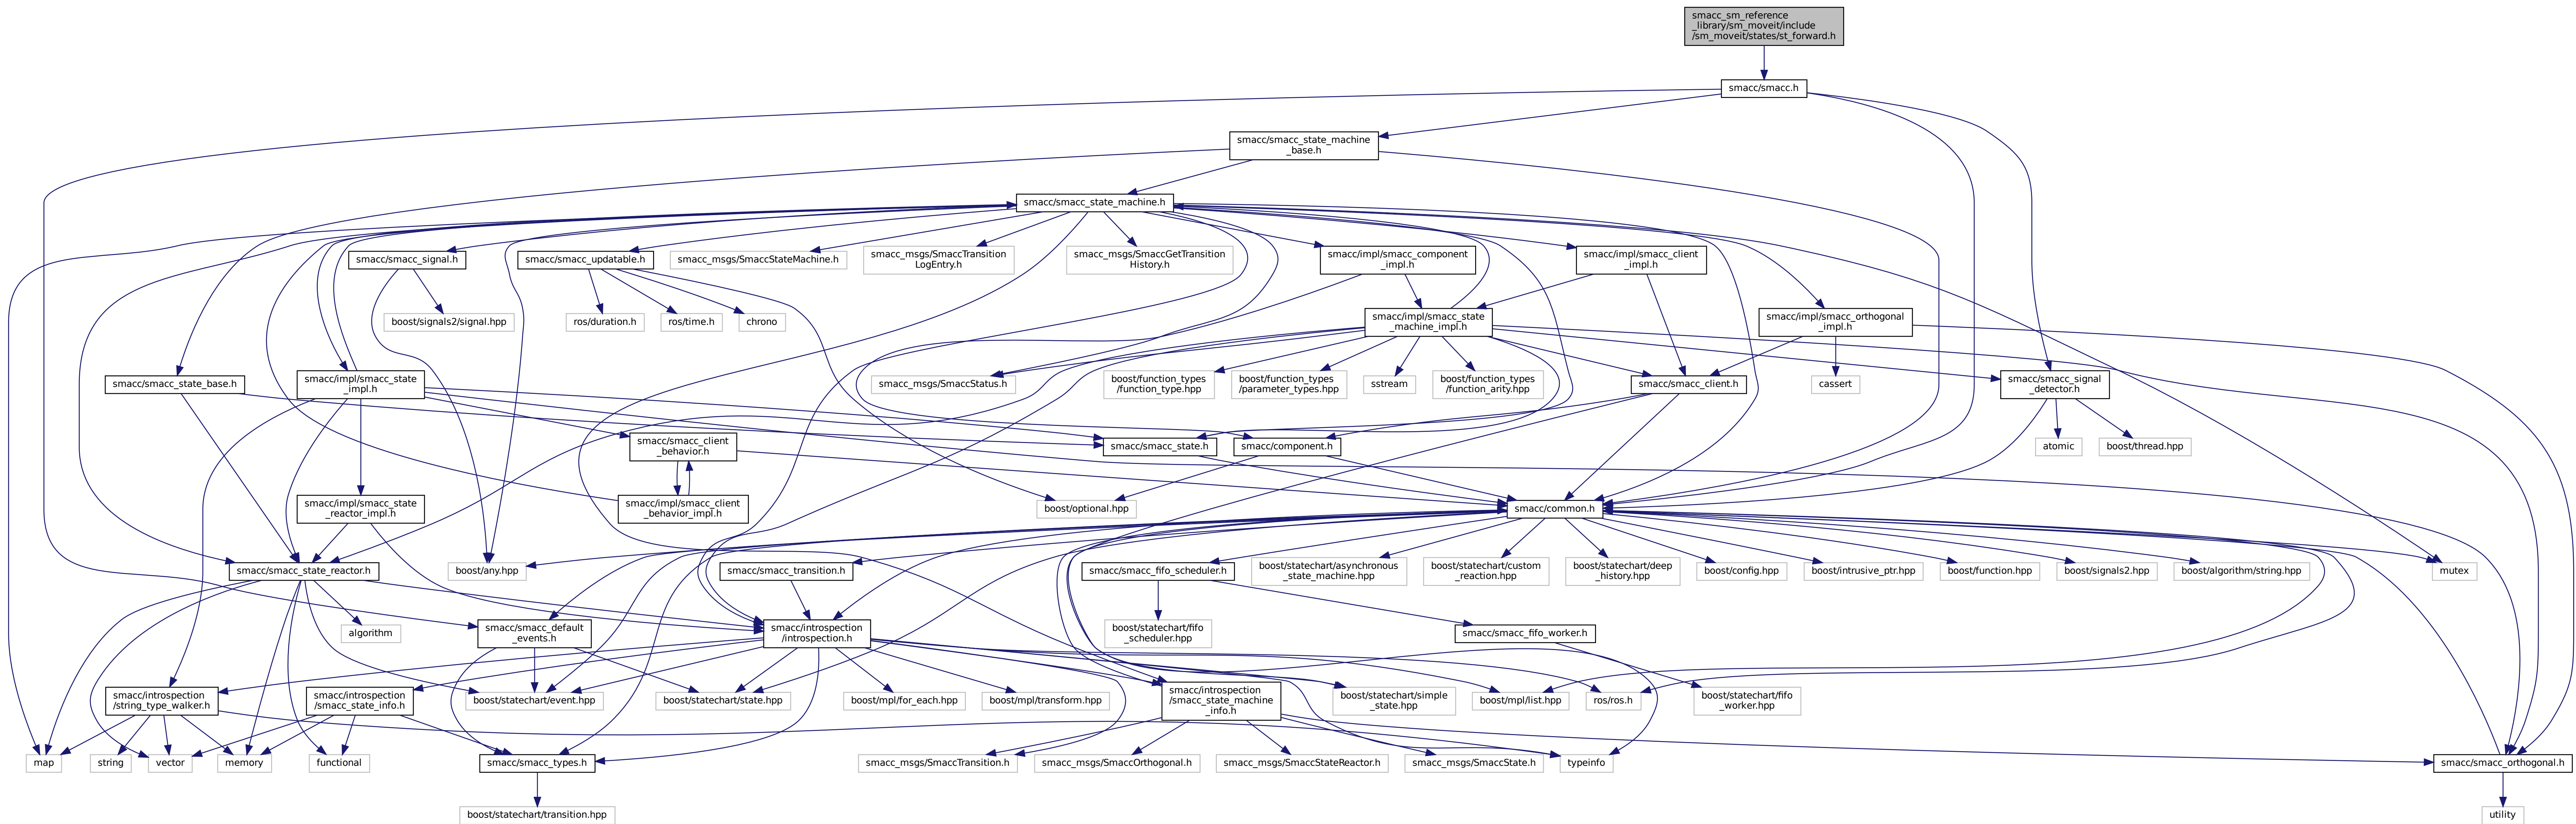 smacc_sm_reference
_library/sm_moveit/include
/sm_moveit/states/st_forward.h
smacc/smacc.h
smacc/smacc_state_machine
_base.h
smacc/smacc_state_machine.h
smacc/smacc_signal.h
smacc/smacc_updatable.h
smacc_msgs/SmaccStateMachine.h
smacc_msgs/SmaccTransition
LogEntry.h
smacc_msgs/SmaccGetTransition
History.h
smacc/impl/smacc_component
_impl.h
smacc/impl/smacc_client
_impl.h
boost/signals2/signal.hpp
ros/duration.h
ros/time.h
chrono
smacc/impl/smacc_state
_machine_impl.h
smacc/impl/smacc_orthogonal
_impl.h
smacc/smacc_state_base.h
smacc/impl/smacc_state
_impl.h
smacc_msgs/SmaccStatus.h
boost/function_types
/function_type.hpp
boost/function_types
/parameter_types.hpp
sstream
boost/function_types
/function_arity.hpp
smacc/smacc_client.h
cassert
smacc/smacc_signal
_detector.h
smacc/smacc_client
_behavior.h
smacc/smacc_state.h
smacc/component.h
atomic
boost/thread.hpp
smacc/impl/smacc_state
_reactor_impl.h
smacc/impl/smacc_client
_behavior_impl.h
boost/optional.hpp
smacc/common.h
smacc/smacc_state_reactor.h
boost/any.hpp
smacc/smacc_transition.h
smacc/smacc_fifo_scheduler.h
boost/statechart/asynchronous
_state_machine.hpp
boost/statechart/custom
_reaction.hpp
boost/statechart/deep
_history.hpp
boost/config.hpp
boost/intrusive_ptr.hpp
boost/function.hpp
boost/signals2.hpp
boost/algorithm/string.hpp
mutex
algorithm
smacc/smacc_default
_events.h
smacc/introspection
/introspection.h
boost/statechart/fifo
_scheduler.hpp
smacc/smacc_fifo_worker.h
smacc/introspection
/string_type_walker.h
smacc/introspection
/smacc_state_info.h
boost/statechart/event.hpp
boost/statechart/state.hpp
boost/mpl/for_each.hpp
boost/mpl/transform.hpp
smacc/introspection
/smacc_state_machine
_info.h
boost/statechart/simple
_state.hpp
boost/mpl/list.hpp
ros/ros.h
boost/statechart/fifo
_worker.hpp
map
string
vector
memory
functional
smacc/smacc_types.h
smacc_msgs/SmaccTransition.h
smacc_msgs/SmaccOrthogonal.h
smacc_msgs/SmaccStateReactor.h
smacc_msgs/SmaccState.h
typeinfo
smacc/smacc_orthogonal.h
boost/statechart/transition.hpp
utility